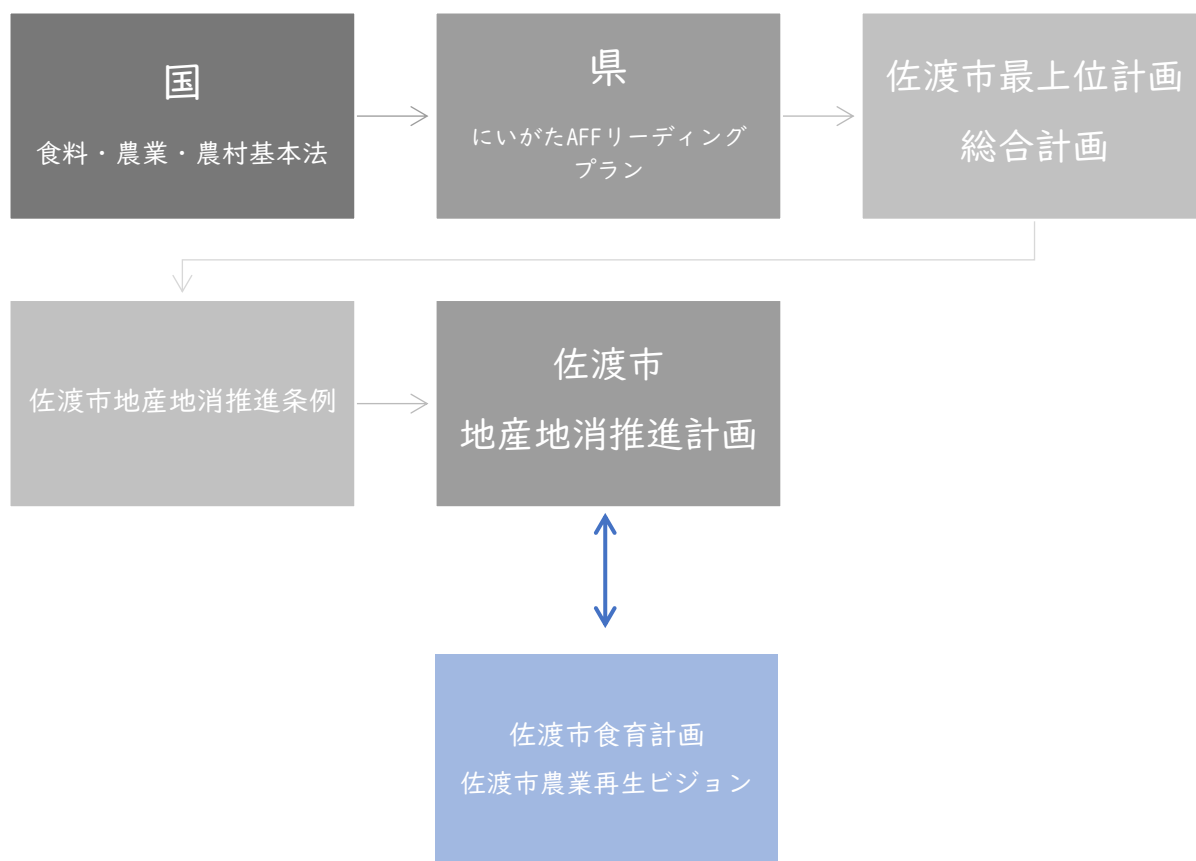 国
食料・農業・農村基本法
県
にいがたAFFリーディング
プラン
佐渡市最上位計画
総合計画
佐渡市地産地消推進条例
佐渡市
地産地消推進計画
佐渡市食育計画
佐渡市農業再生ビジョン